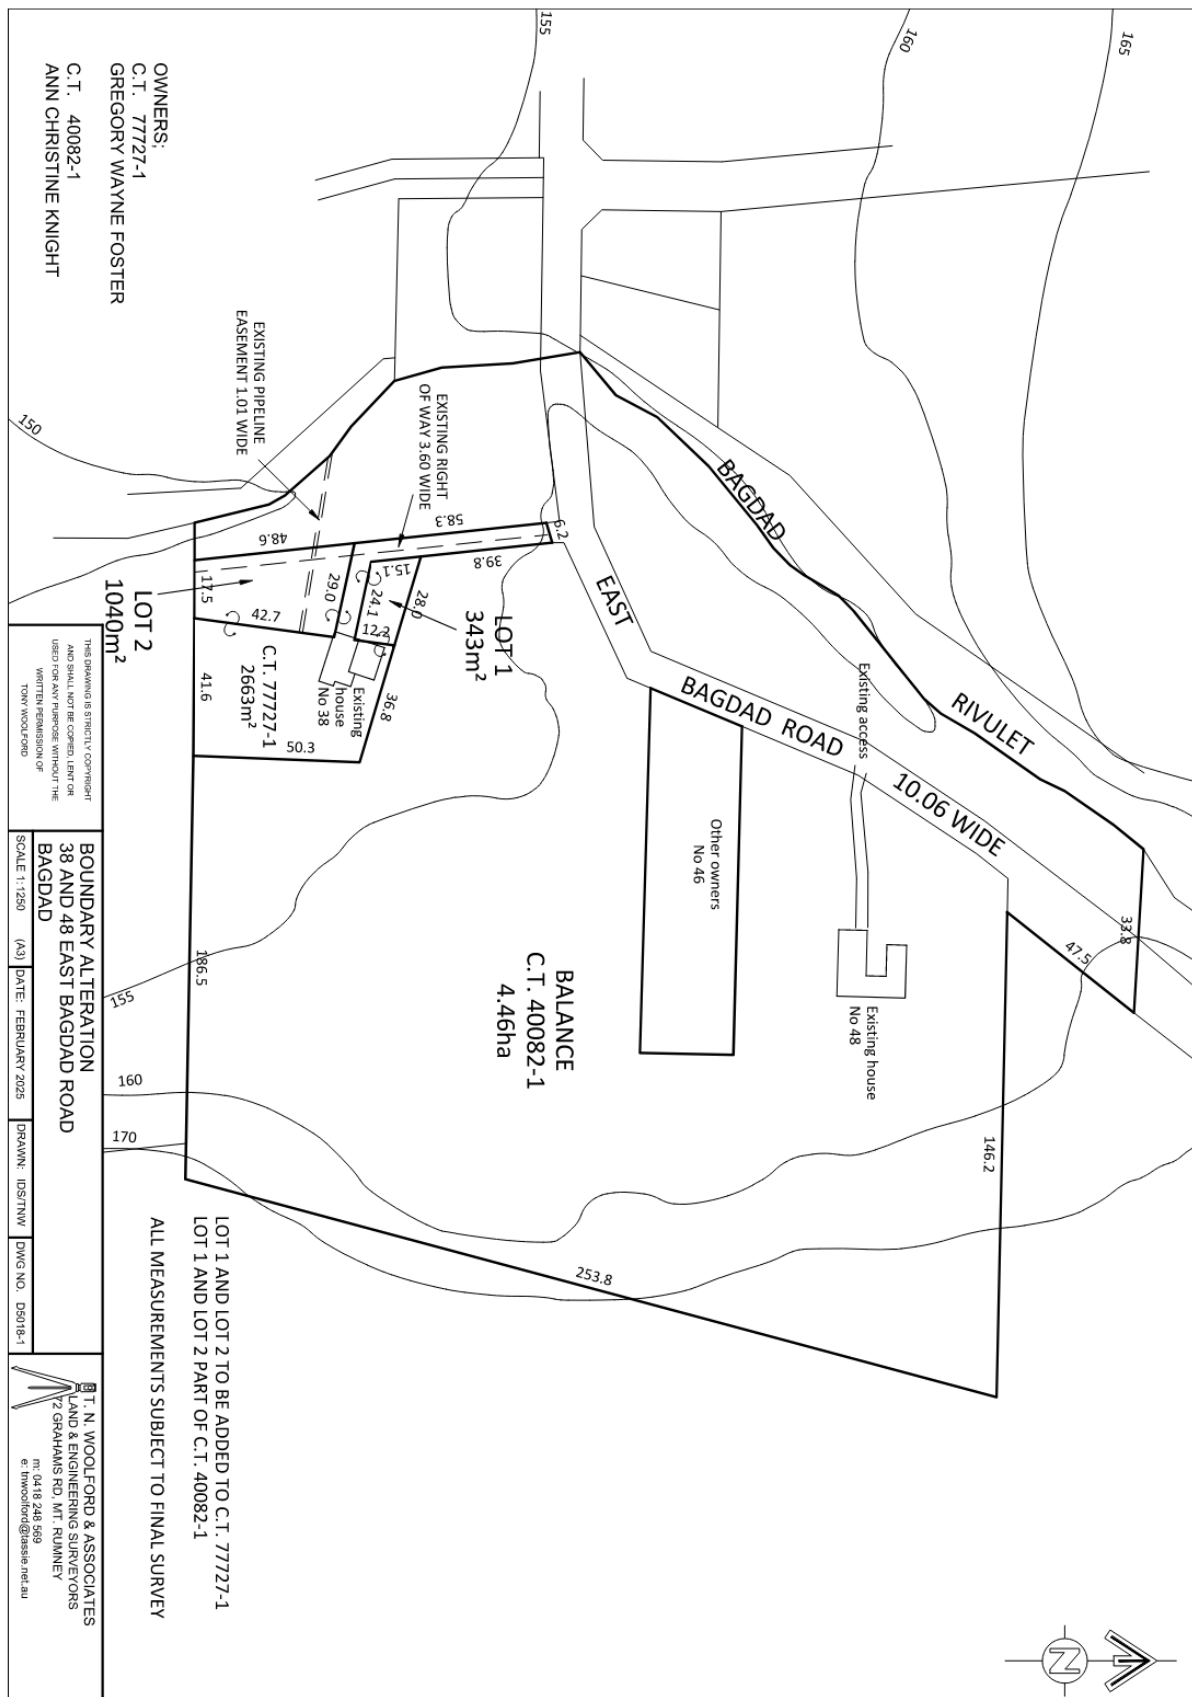 OWNERS;
C.T. 77727-1
GREGORY WAYNE FOSTER
C.T. 40082-1
ANN CHRISTINE KNIGHT
155
160
165
150
EXISTING PIPELINE
EASEMENT 1.01 WIDE
EXISTING RIGHT
OF WAY 3.60 WIDE
BAGDAD
RIVULET
EAST
BAGDAD ROAD
10.06 WIDE
6.2
58.3
39.8
48.6
15.1
28.0
29.0
24.1
12.2
17.5
42.7
36.8
41.6
50.3
LOT 1
343m²
LOT 2
1040m²
C.T. 77727-1
2663m²
Existing
house
No 38
Existing access
Other owners
No 46
Existing house
No 48
33.8
47.5
BALANCE
C.T. 40082-1
4.46ha
186.5
146.2
253.8
155
160
170
LOT 1 AND LOT 2 TO BE ADDED TO C.T. 77727-1
LOT 1 AND LOT 2 PART OF C.T. 40082-1
ALL MEASUREMENTS SUBJECT TO FINAL SURVEY
N
THIS DRAWING IS STRICTLY COPYRIGHT
AND SHALL NOT BE COPIED, LENT OR
USED FOR ANY PURPOSE WITHOUT THE
WRITTEN PERMISSION OF
TONY WOOLFORD
BOUNDARY ALTERATION
38 AND 48 EAST BAGDAD ROAD
BAGDAD
SCALE 1:1250 (A3)
DATE: FEBRUARY 2025
DRAWN: IDS/TNW
DWG NO. D5018-1
T. N. WOOLFORD & ASSOCIATES
LAND & ENGINEERING SURVEYORS
72 GRAHAMS RD, MT. RUMNEY
m: 0418 248 569
e: tnwoolford@tassie.net.au